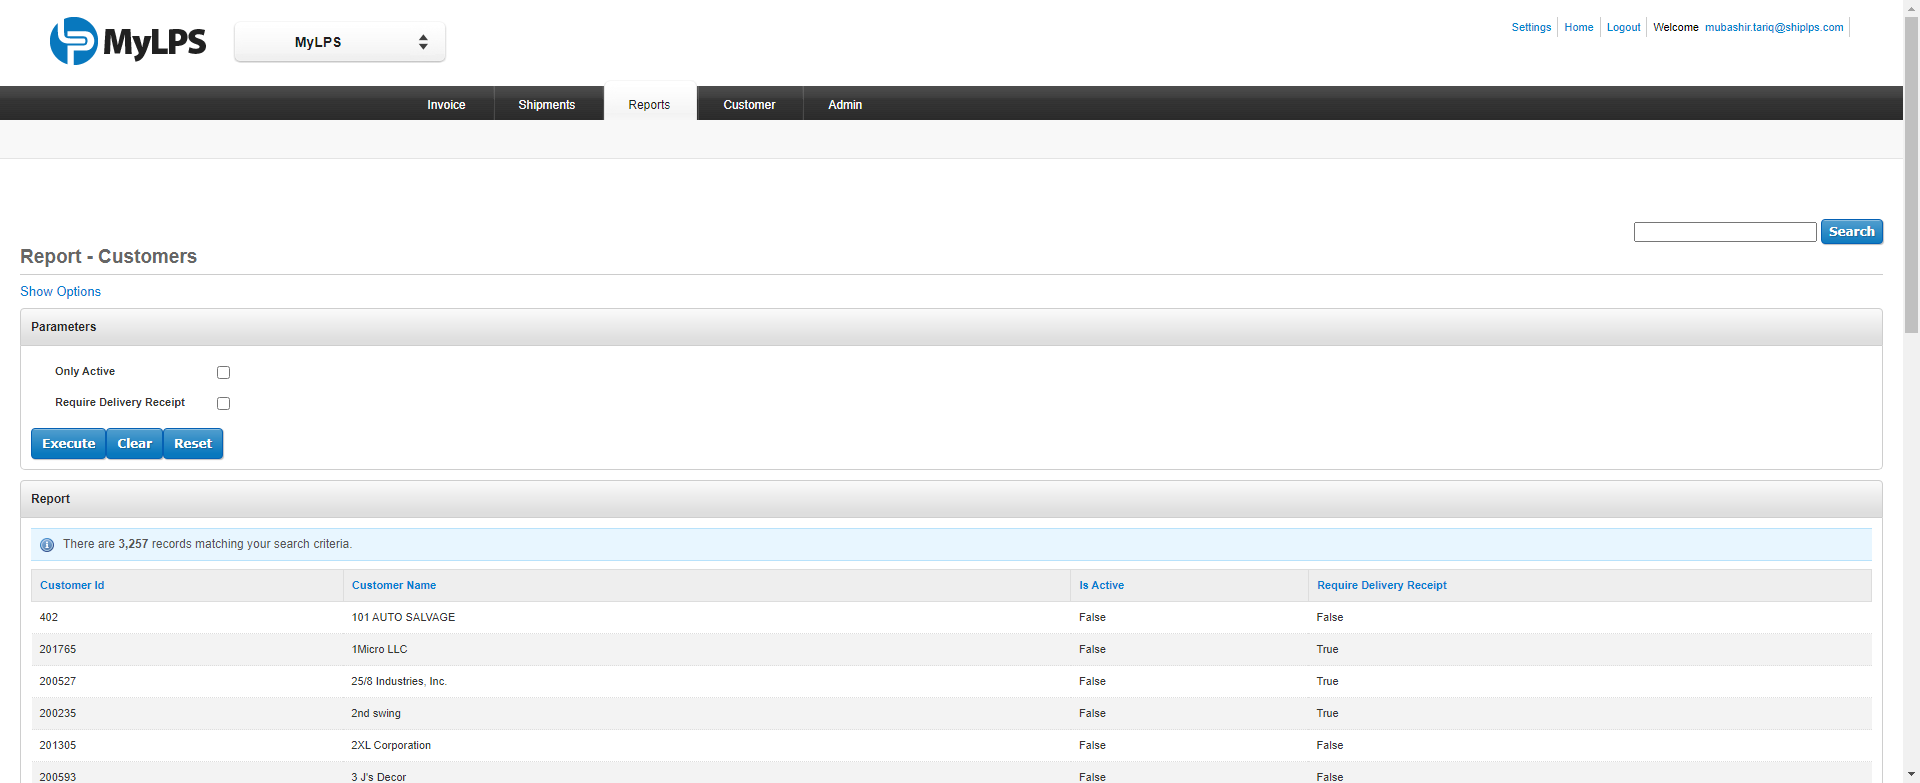 MyLPS
MyLPS
Settings Home Logout Welcome mubashir.tariq@shiplps.com
Invoice Shipments Reports Customer Admin
Search
Report - Customers
Show Options
Parameters
Only Active
Require Delivery Receipt
Execute Clear Reset
Report
There are 3,257 records matching your search criteria.
Customer Id Customer Name Is Active Require Delivery Receipt
402 101 AUTO SALVAGE False False
201765 1Micro LLC False True
200527 25/8 Industries, Inc. False True
200235 2nd swing False True
201305 2XL Corporation False False
200593 3 J's Decor False False